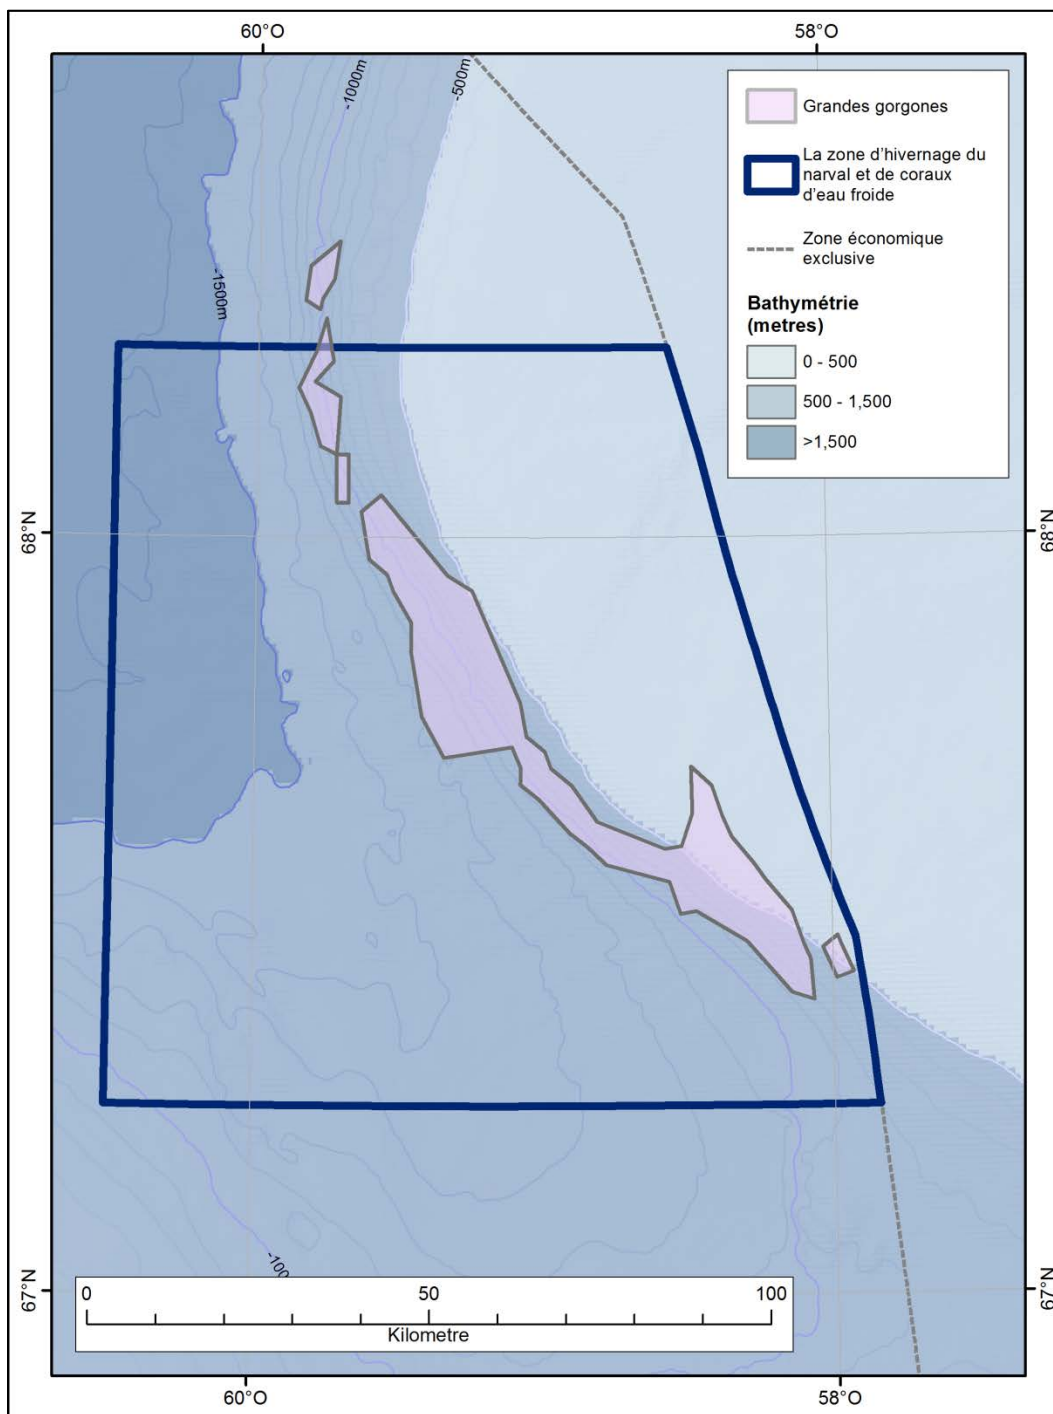 60°O
58°O
-1000m
-500m
-1500m
Grandes gorgones
La zone d'hivernage du
narval et de coraux
d'eau froide
Zone économique
exclusive
Bathymétrie
(metres)
0 - 500
500 - 1,500
>1,500
68°N
68°N
67°N
67°N
-100
0
50
100
Kilometre
60°O
58°O